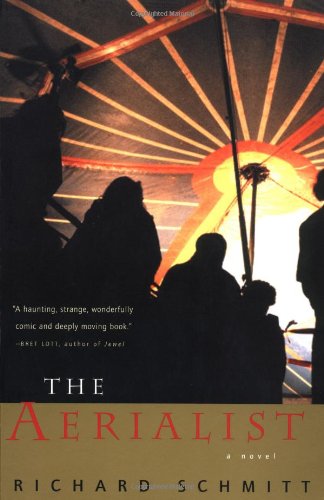 "A haunting, strange, wonderfully
comic and deeply moving book."
—BRET LOTT, author of Jewel
THE
AERIALIST
a novel
RICHARD SCHMITT